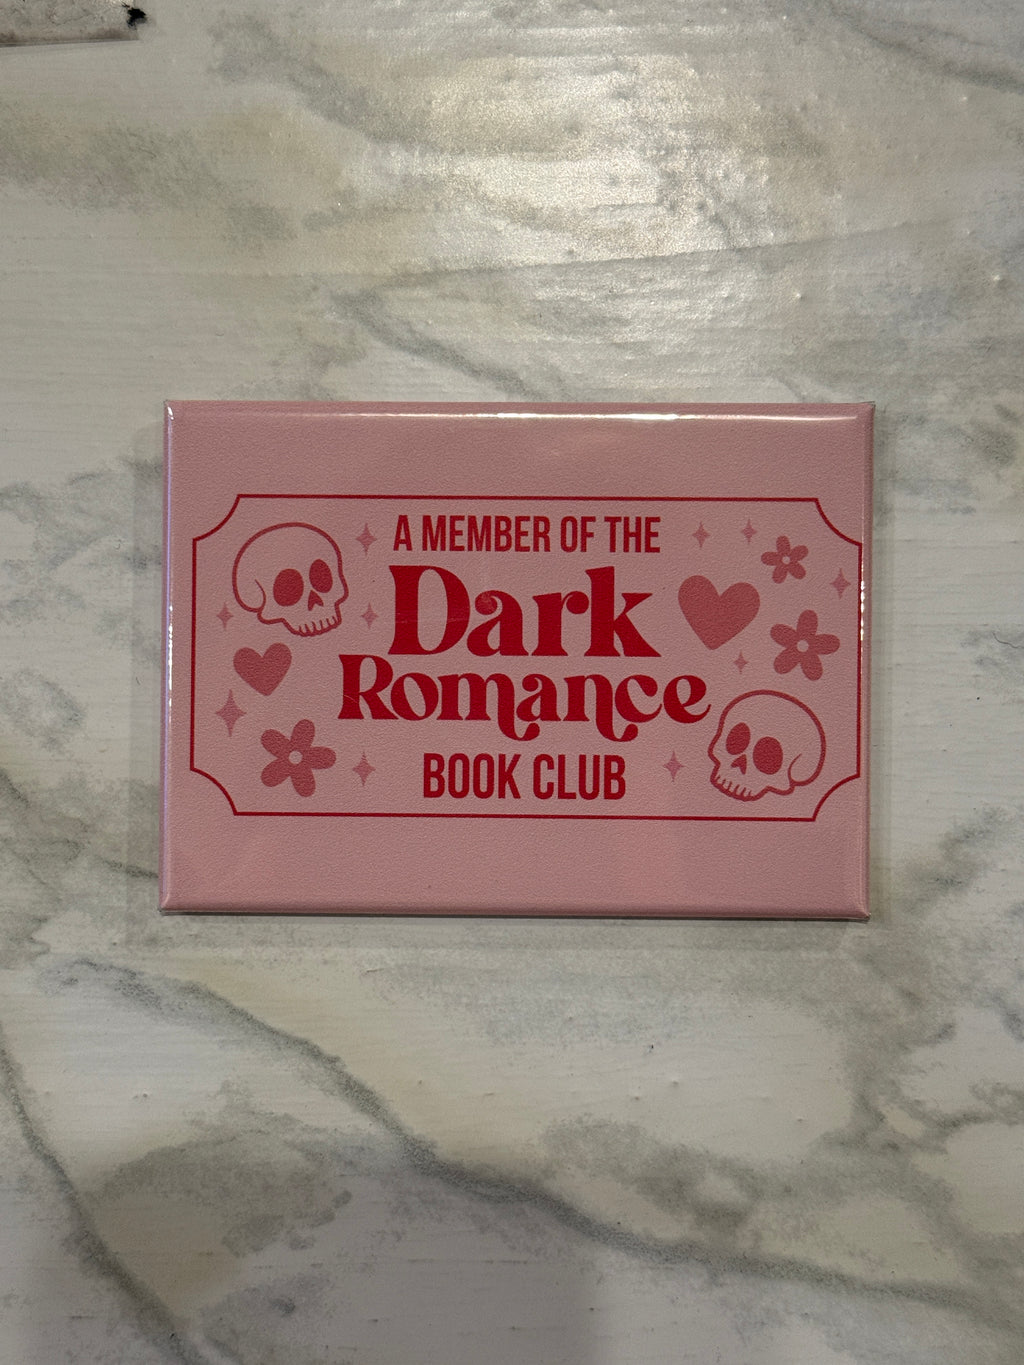 A MEMBER OF THE
Dark
Romance
BOOK CLUB